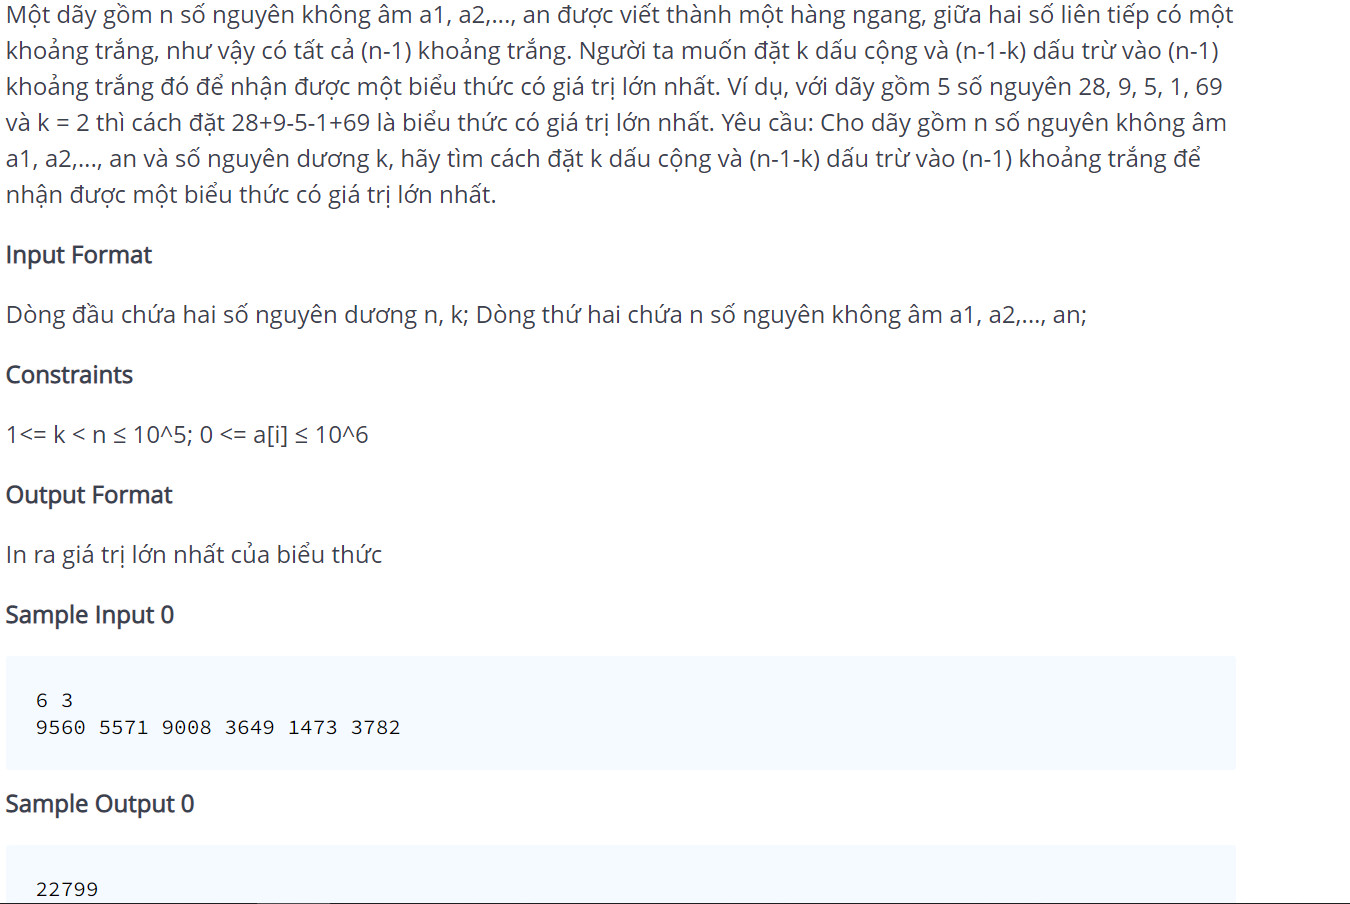 Một dãy gồm n số nguyên không âm a1, a2,..., an được viết thành một hàng ngang, giữa hai số liên tiếp có một
khoảng trắng, như vậy có tất cả (n-1) khoảng trắng. Người ta muốn đặt k dấu cộng và (n-1-k) dấu trừ vào (n-1)
khoảng trắng đó để nhận được một biểu thức có giá trị lớn nhất. Ví dụ, với dãy gồm 5 số nguyên 28, 9, 5, 1, 69
và k = 2 thì cách đặt 28+9-5-1+69 là biểu thức có giá trị lớn nhất. Yêu cầu: Cho dãy gồm n số nguyên không âm
a1, a2,..., an và số nguyên dương k, hãy tìm cách đặt k dấu cộng và (n-1-k) dấu trừ vào (n-1) khoảng trắng để
nhận được một biểu thức có giá trị lớn nhất.
Input Format
Dòng đầu chứa hai số nguyên dương n, k; Dòng thứ hai chứa n số nguyên không âm a1, a2,..., an;
Constraints
1<= k < n ≤ 10^5; 0 <= a[i] ≤ 10^6
Output Format
In ra giá trị lớn nhất của biểu thức
Sample Input 0
6 3
9560 5571 9008 3649 1473 3782
Sample Output 0
22799